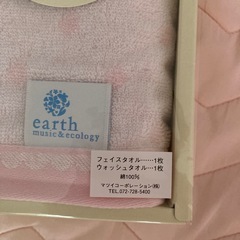 earth
music&ecology
フェイスタオル……1枚
ウォッシュタオル…1枚
綿100%
マツイコーポレーション(株)
TEL.072-728-5400